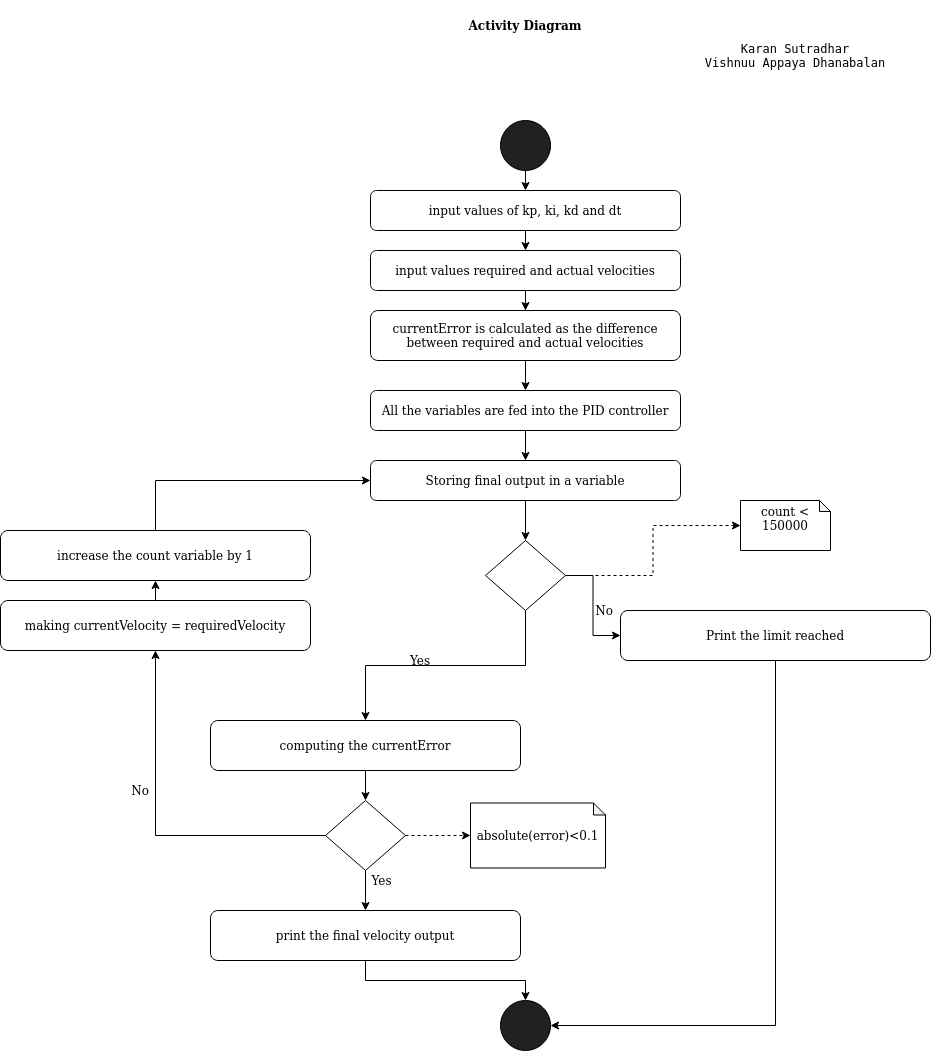 Activity Diagram
Karan Sutradhar
Vishnuu Appaya Dhanabalan
input values of kp, ki, kd and dt
input values required and actual velocities
currentError is calculated as the difference
between required and actual velocities
All the variables are fed into the PID controller
Storing final output in a variable
count <
150000
increase the count variable by 1
No
making currentVelocity = requiredVelocity
Print the limit reached
Yes
computing the currentError
No
absolute(error)<0.1
Yes
print the final velocity output